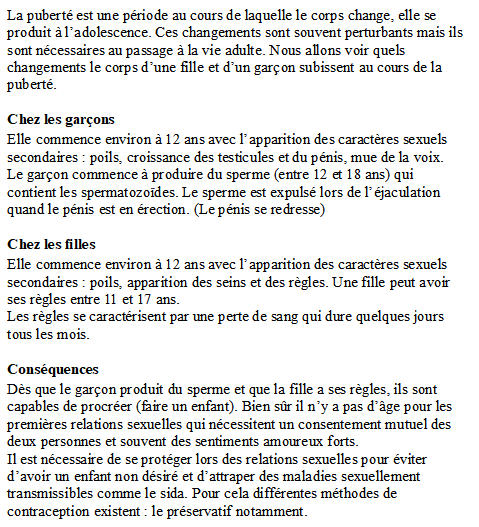 La puberté est une période au cours de laquelle le corps change, elle se
produit à l'adolescence. Ces changements sont souvent perturbants mais ils
sont nécessaires au passage à la vie adulte. Nous allons voir quels
changements le corps d'une fille et d'un garçon subissent au cours de la
puberté.
Chez les garçons
Elle commence environ à 12 ans avec l'apparition des caractères sexuels
secondaires : poils, croissance des testicules et du pénis, mue de la voix.
Le garçon commence à produire du sperme (entre 12 et 18 ans) qui
contient les spermatozoïdes. Le sperme est expulsé lors de l'éjaculation
quand le pénis est en érection. (Le pénis se redresse)
Chez les filles
Elle commence environ à 12 ans avec l'apparition des caractères sexuels
secondaires : poils, apparition des seins et des règles. Une fille peut avoir
ses règles entre 11 et 17 ans.
Les règles se caractérisent par une perte de sang qui dure quelques jours
tous les mois.
Conséquences
Dès que le garçon produit du sperme et que la fille a ses règles, ils sont
capables de procréer (faire un enfant). Bien sûr il n'y a pas d'âge pour les
premières relations sexuelles qui nécessitent un consentement mutuel des
deux personnes et souvent des sentiments amoureux forts.
Il est nécessaire de se protéger lors des relations sexuelles pour éviter
d'avoir un enfant non désiré et d'attraper des maladies sexuellement
transmissibles comme le sida. Pour cela différentes méthodes de
contraception existent : le préservatif notamment.